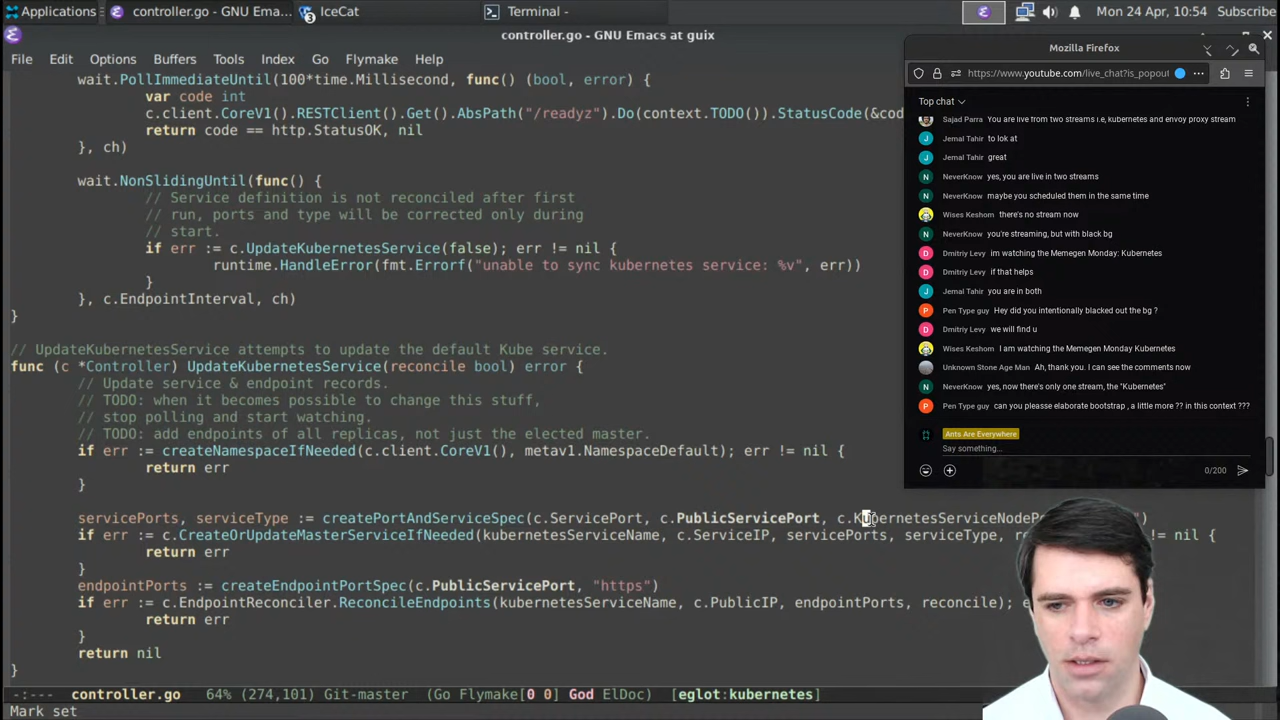 Applications
controller.go - GNU Ema...
3
IceCat
Terminal -
Mon 24 Apr, 10:54
Subscribe
controller.go - GNU Emacs at guix
File Edit Options Buffers Tools Index Go Flymake Help
wait.PollImmediateUntil(100*time.Millisecond, func() (bool, error) {
var code int
c.client.CoreV1().RESTClient().Get().AbsPath("/readyz").Do(context.TODO()).StatusCode(&cod
return code == http.StatusOK, nil
}, ch)
wait.NonSlidingUntil(func() {
// Service definition is not reconciled after first
// run, ports and type will be corrected only during
// start.
if err := c.UpdateKubernetesService(false); err != nil {
runtime.HandleError(fmt.Errorf("unable to sync kubernetes service: %v", err))
}
}, c.EndpointInterval, ch)
}
// UpdateKubernetesService attempts to update the default Kube service.
func (c *Controller) UpdateKubernetesService(reconcile bool) error {
// Update service & endpoint records.
// TODO: when it becomes possible to change this stuff,
// stop polling and start watching.
// TODO: add endpoints of all replicas, not just the elected master.
if err := createNamespaceIfNeeded(c.client.CoreV1(), metav1.NamespaceDefault); err != nil {
return err
}
servicePorts, serviceType := createPortAndServiceSpec(c.ServicePort, c.PublicServicePort, c.KubernetesServiceNodePo ")
if err := c.CreateOrUpdateMasterServiceIfNeeded(kubernetesServiceName, c.ServiceIP, servicePorts, serviceType, re != nil {
return err
}
endpointPorts := createEndpointPortSpec(c.PublicServicePort, "https")
if err := c.EndpointReconciler.ReconcileEndpoints(kubernetesServiceName, c.PublicIP, endpointPorts, reconcile); e
return err
}
return nil
}
-:--- controller.go 64% (274,101) Git-master (Go Flymake[0 0] God ElDoc) [eglot:kubernetes]
Mark set
Mozilla Firefox
https://www.youtube.com/live_chat?is_popou
Top chat
Sajad Parra You are live from two streams i.e, kubernetes and envoy proxy stream
Jemal Tahir to lok at
Jemal Tahir great
NeverKnow yes, you are live in two streams
NeverKnow maybe you scheduled them in the same time
Wises Keshom there's no stream now
NeverKnow you're streaming, but with black bg
Dmitriy Levy im watching the Memegen Monday: Kubernetes
Dmitriy Levy if that helps
Jemal Tahir you are in both
Pen Type guy Hey did you intentionally blacked out the bg ?
Dmitriy Levy we will find u
Wises Keshom I am watching the Memegen Monday Kubernetes
Unknown Stone Age Man Ah, thank you. I can see the comments now
NeverKnow yes, now there's only one stream, the "Kubernetes"
Pen Type guy can you pleasse elaborate bootstrap , a little more ?? in this context ???
Ants Are Everywhere
Say something...
0/200